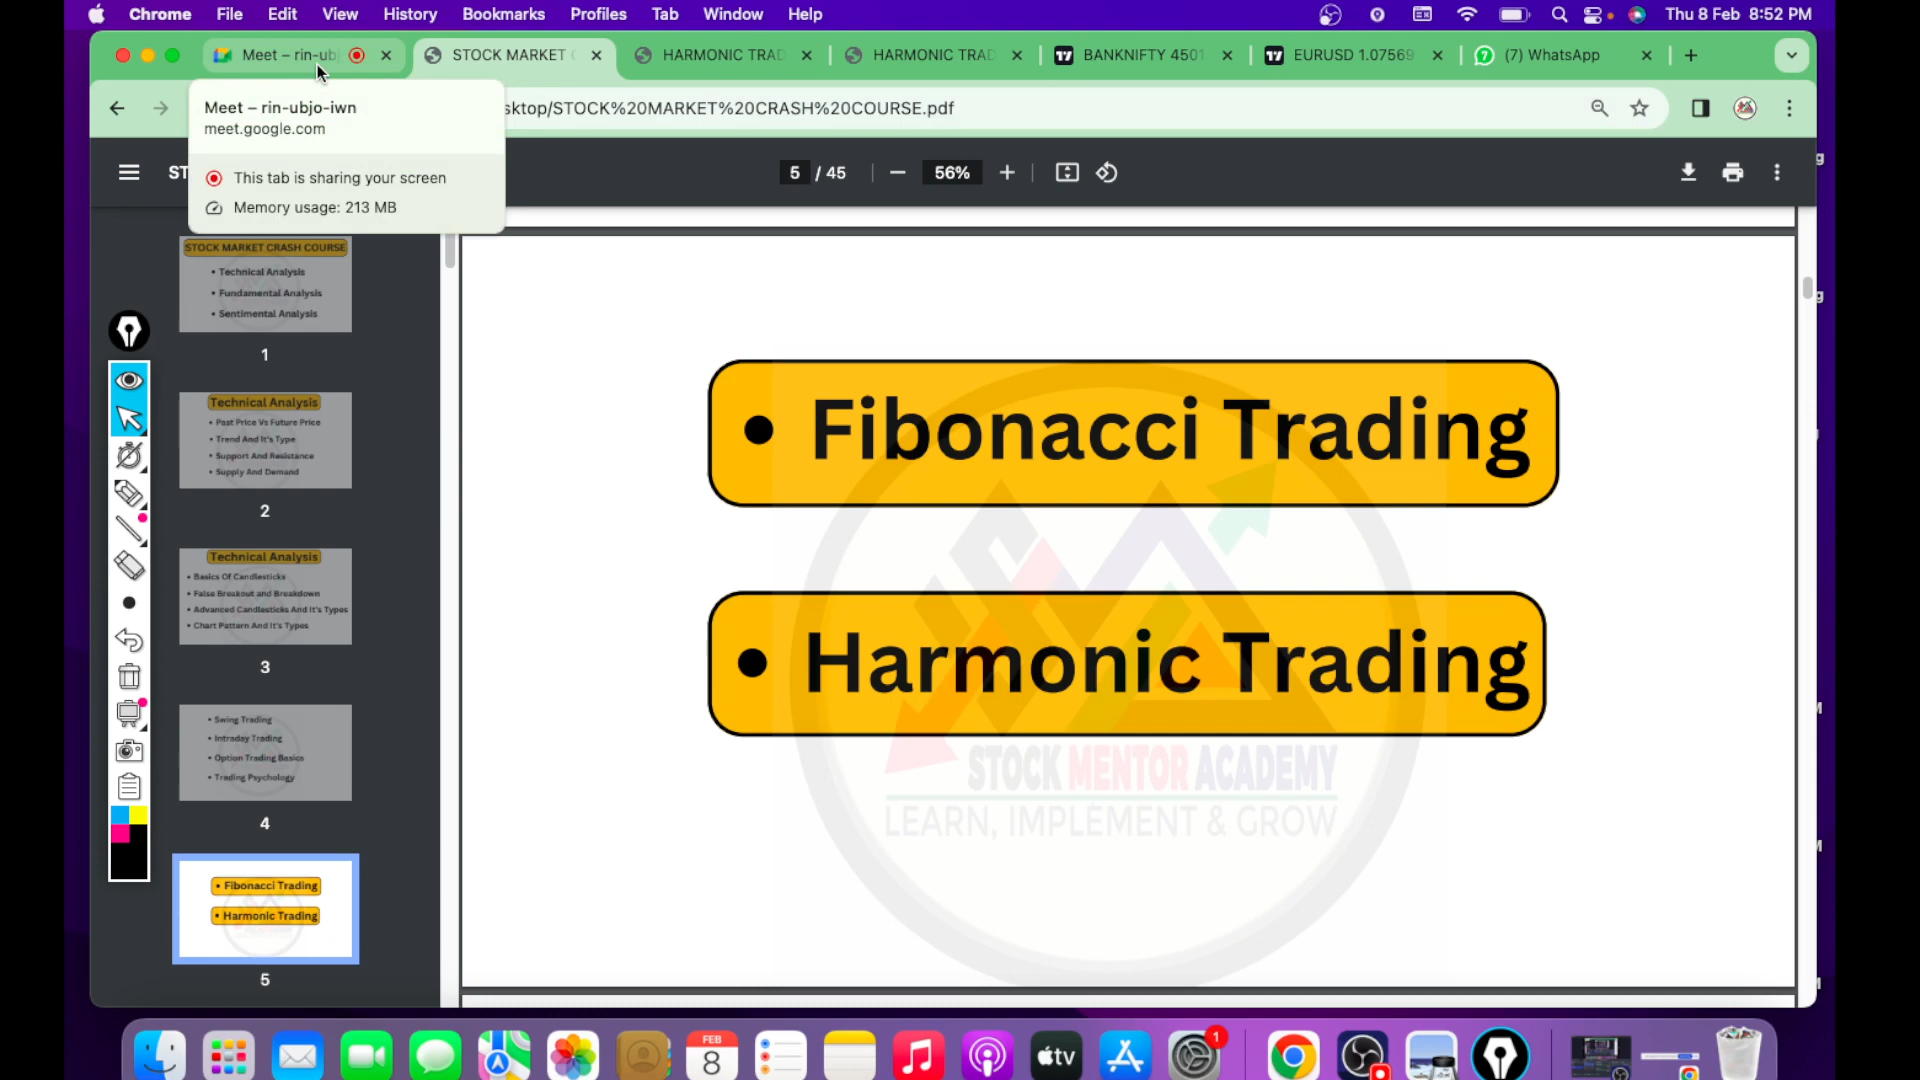 Chrome File Edit View History Bookmarks Profiles Tab Window Help Thu 8 Feb 8:52 PM
Meet – rin-ub STOCK MARKET HARMONIC TRAD HARMONIC TRAD BANKNIFTY 4501 EURUSD 1.07569 (7) WhatsApp
Meet – rin-ubjo-iwn
meet.google.com
sktop/STOCK%20MARKET%20CRASH%20COURSE.pdf
This tab is sharing your screen
Memory usage: 213 MB
ST 5 / 45 56%
STOCK MARKET CRASH COURSE
• Technical Analysis
• Fundamental Analysis
• Sentimental Analysis
1
Technical Analysis
• Past Price Vs Future Price
• Trend And It's Type
• Support And Resistance
• Supply And Demand
2
Technical Analysis
• Basics Of Candlesticks
• False Breakout and Breakdown
• Advanced Candlesticks And It's Types
• Chart Pattern And It's Types
3
• Swing Trading
• Intraday Trading
• Option Trading Basics
• Trading Psychology
4
• Fibonacci Trading
• Harmonic Trading
5
• Fibonacci Trading
• Harmonic Trading
STOCK MENTOR ACADEMY
LEARN, IMPLEMENT & GROW
FEB
8
tv
1